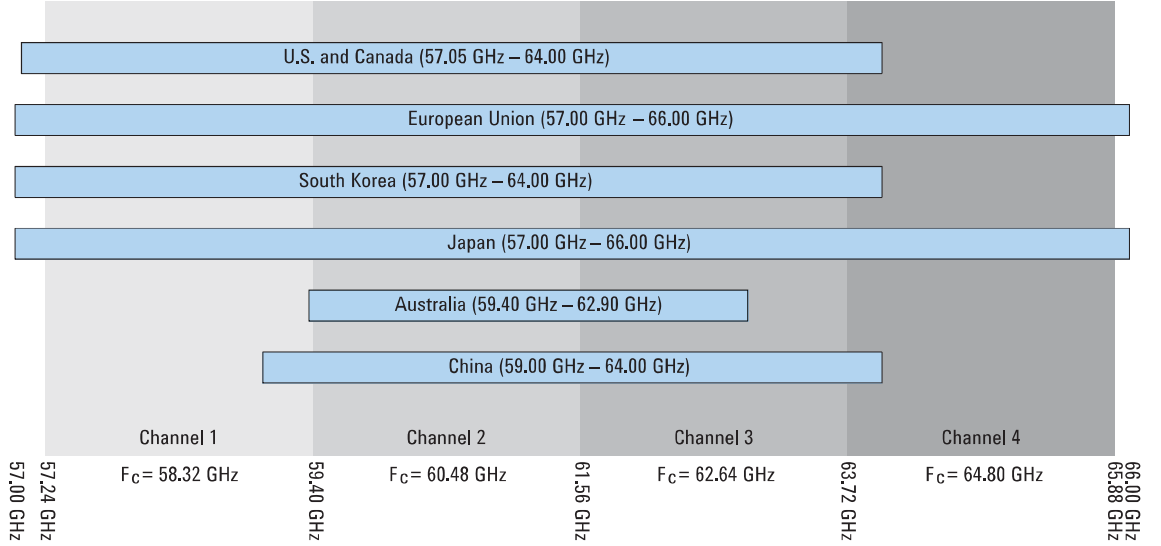 U.S. and Canada (57.05 GHz – 64.00 GHz)
European Union (57.00 GHz – 66.00 GHz)
South Korea (57.00 GHz – 64.00 GHz)
Japan (57.00 GHz – 66.00 GHz)
Australia (59.40 GHz – 62.90 GHz)
China (59.00 GHz – 64.00 GHz)
Channel 1
Channel 2
Channel 3
Channel 4
FC = 58.32 GHz
FC = 60.48 GHz
FC = 62.64 GHz
FC = 64.80 GHz
57.00 GHz
57.24 GHz
59.40 GHz
61.56 GHz
63.72 GHz
65.88 GHz
66.00 GHz